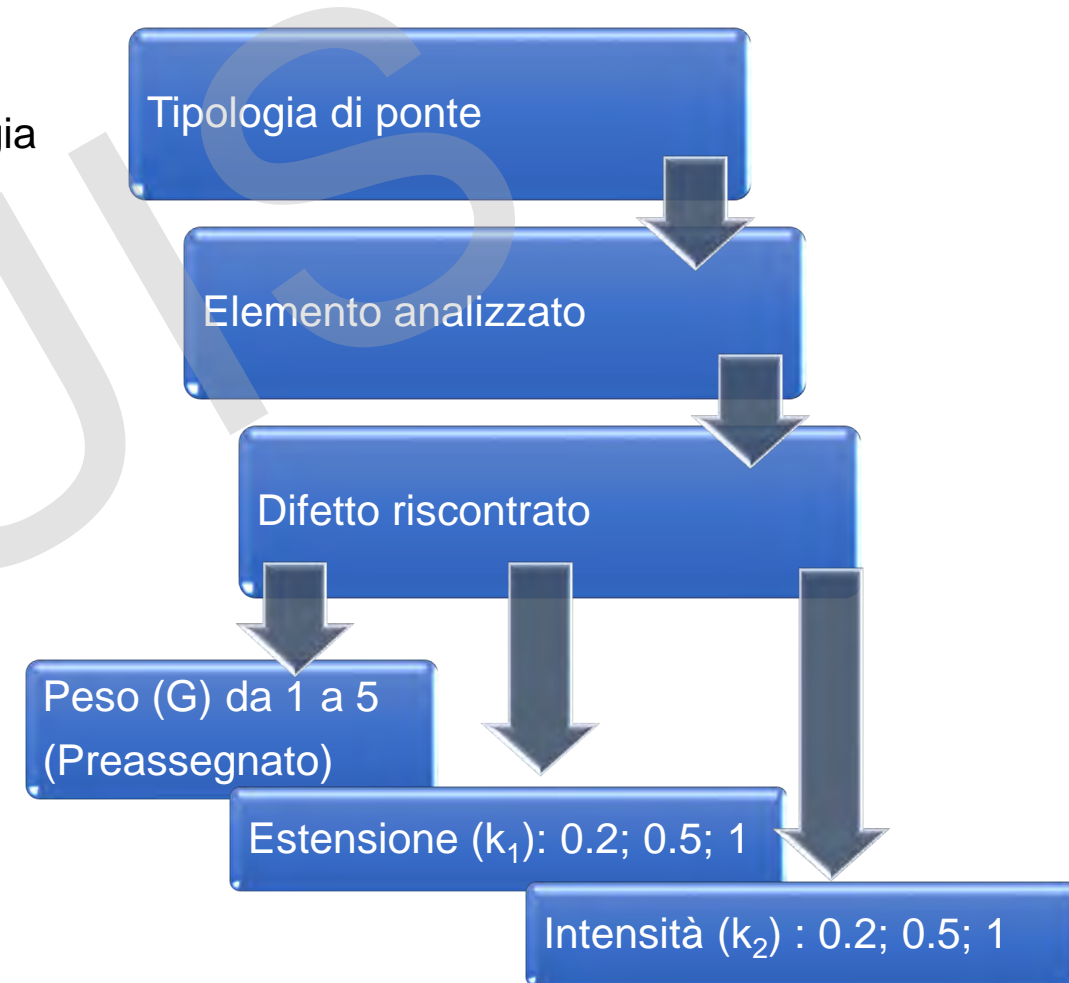 Tipologia di ponte
gia
Elemento analizzato
Difetto riscontrato
Peso (G) da 1 a 5
(Preassegnato)
Estensione (k₁): 0.2; 0.5; 1
Intensità (k₂) : 0.2; 0.5; 1